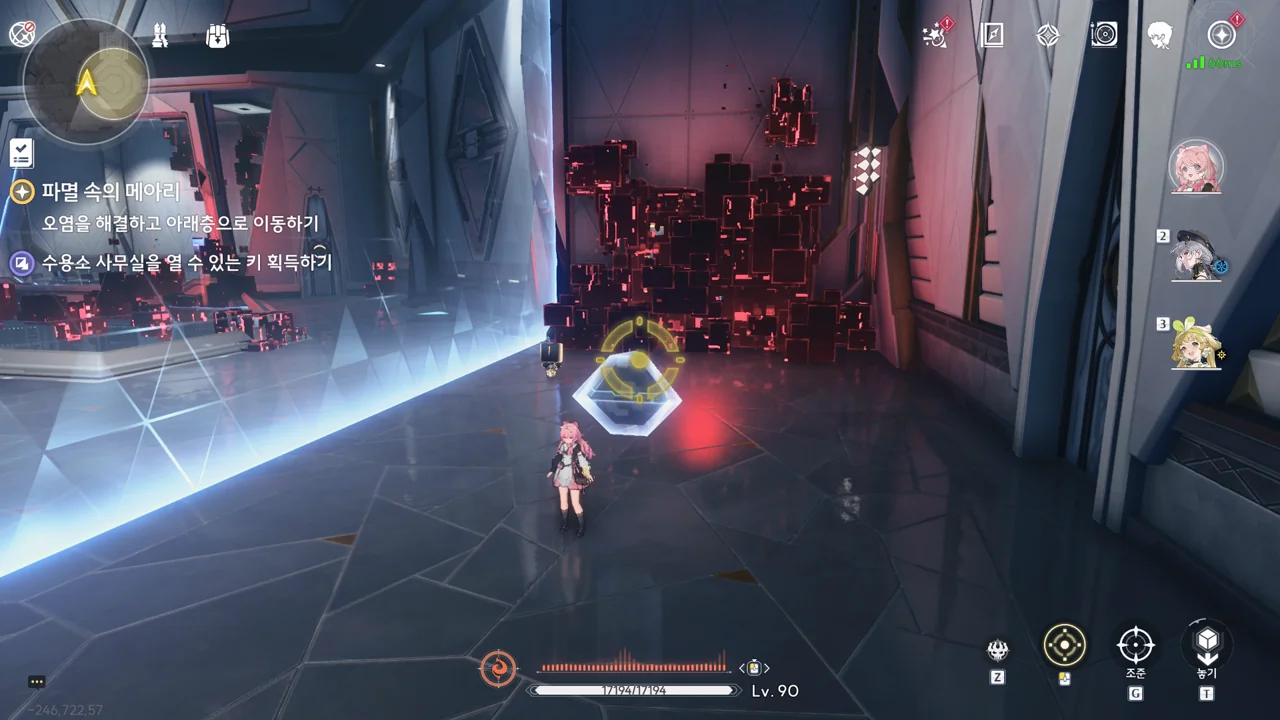 66ms
파멸 속의 메아리
오염을 해결하고 아래층으로 이동하기
수용소 사무실을 열 수 있는 키 획득하기
2
3
17194/17194
Lv. 90
Z
조준
G
놓기
T
-246,722,57